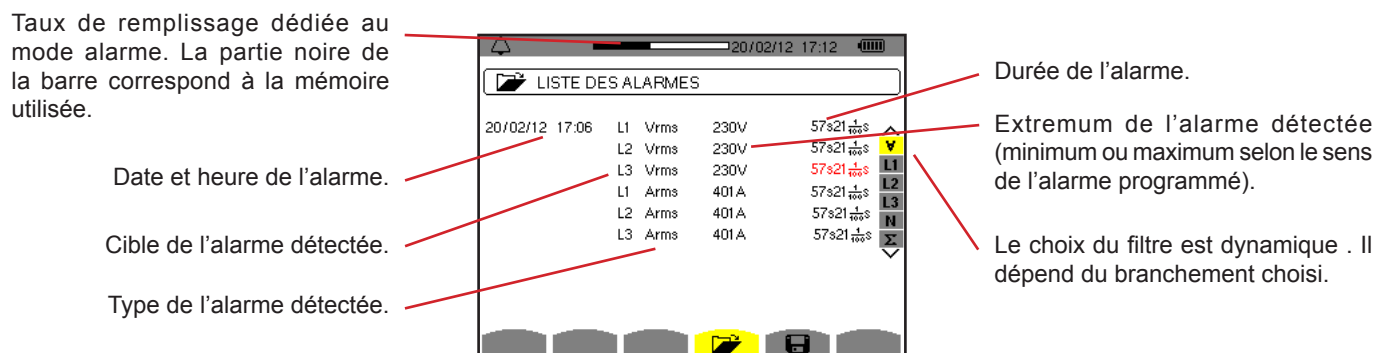 Taux de remplissage dédiée au
mode alarme. La partie noire de
la barre correspond à la mémoire
utilisée.
Date et heure de l’alarme.
Cible de l’alarme détectée.
Type de l’alarme détectée.
20/02/12 17:12
LISTE DES ALARMES
20/02/12 17:06 L1 Vrms 230V 57s21 1/100 s
L2 Vrms 230V 57s21 1/100 s
L3 Vrms 230V 57s21 1/100 s
L1 Arms 401A 57s21 1/100 s
L2 Arms 401A 57s21 1/100 s
L3 Arms 401A 57s21 1/100 s
∀
L1
L2
L3
N
Σ
Durée de l’alarme.
Extremum de l’alarme détectée
(minimum ou maximum selon le sens
de l’alarme programmé).
Le choix du filtre est dynamique . Il
dépend du branchement choisi.